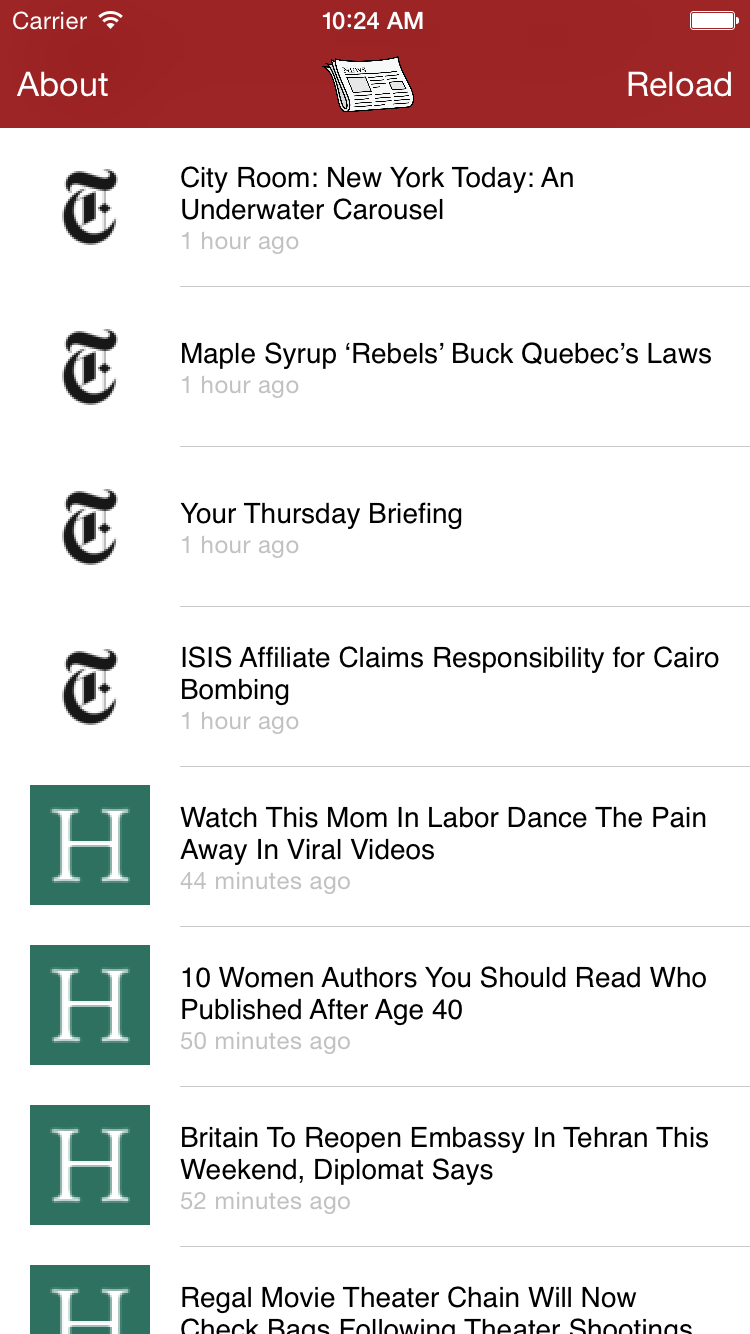 Carrier 10:24 AM
About NEWS Reload
City Room: New York Today: An
Underwater Carousel
1 hour ago
Maple Syrup ‘Rebels’ Buck Quebec’s Laws
1 hour ago
Your Thursday Briefing
1 hour ago
ISIS Affiliate Claims Responsibility for Cairo
Bombing
1 hour ago
H
Watch This Mom In Labor Dance The Pain
Away In Viral Videos
44 minutes ago
H
10 Women Authors You Should Read Who
Published After Age 40
50 minutes ago
H
Britain To Reopen Embassy In Tehran This
Weekend, Diplomat Says
52 minutes ago
H
Regal Movie Theater Chain Will Now
Check Bags Following Theater Shootings